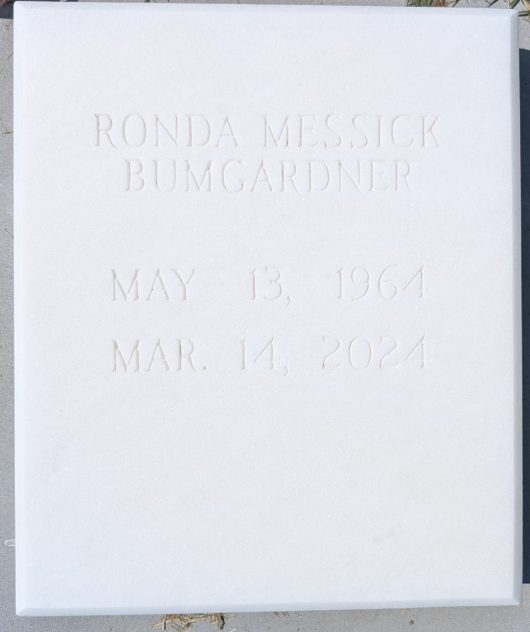 RONDA MESSICK
BUMGARDNER
MAY 13, 1964
MAR. 14, 2024